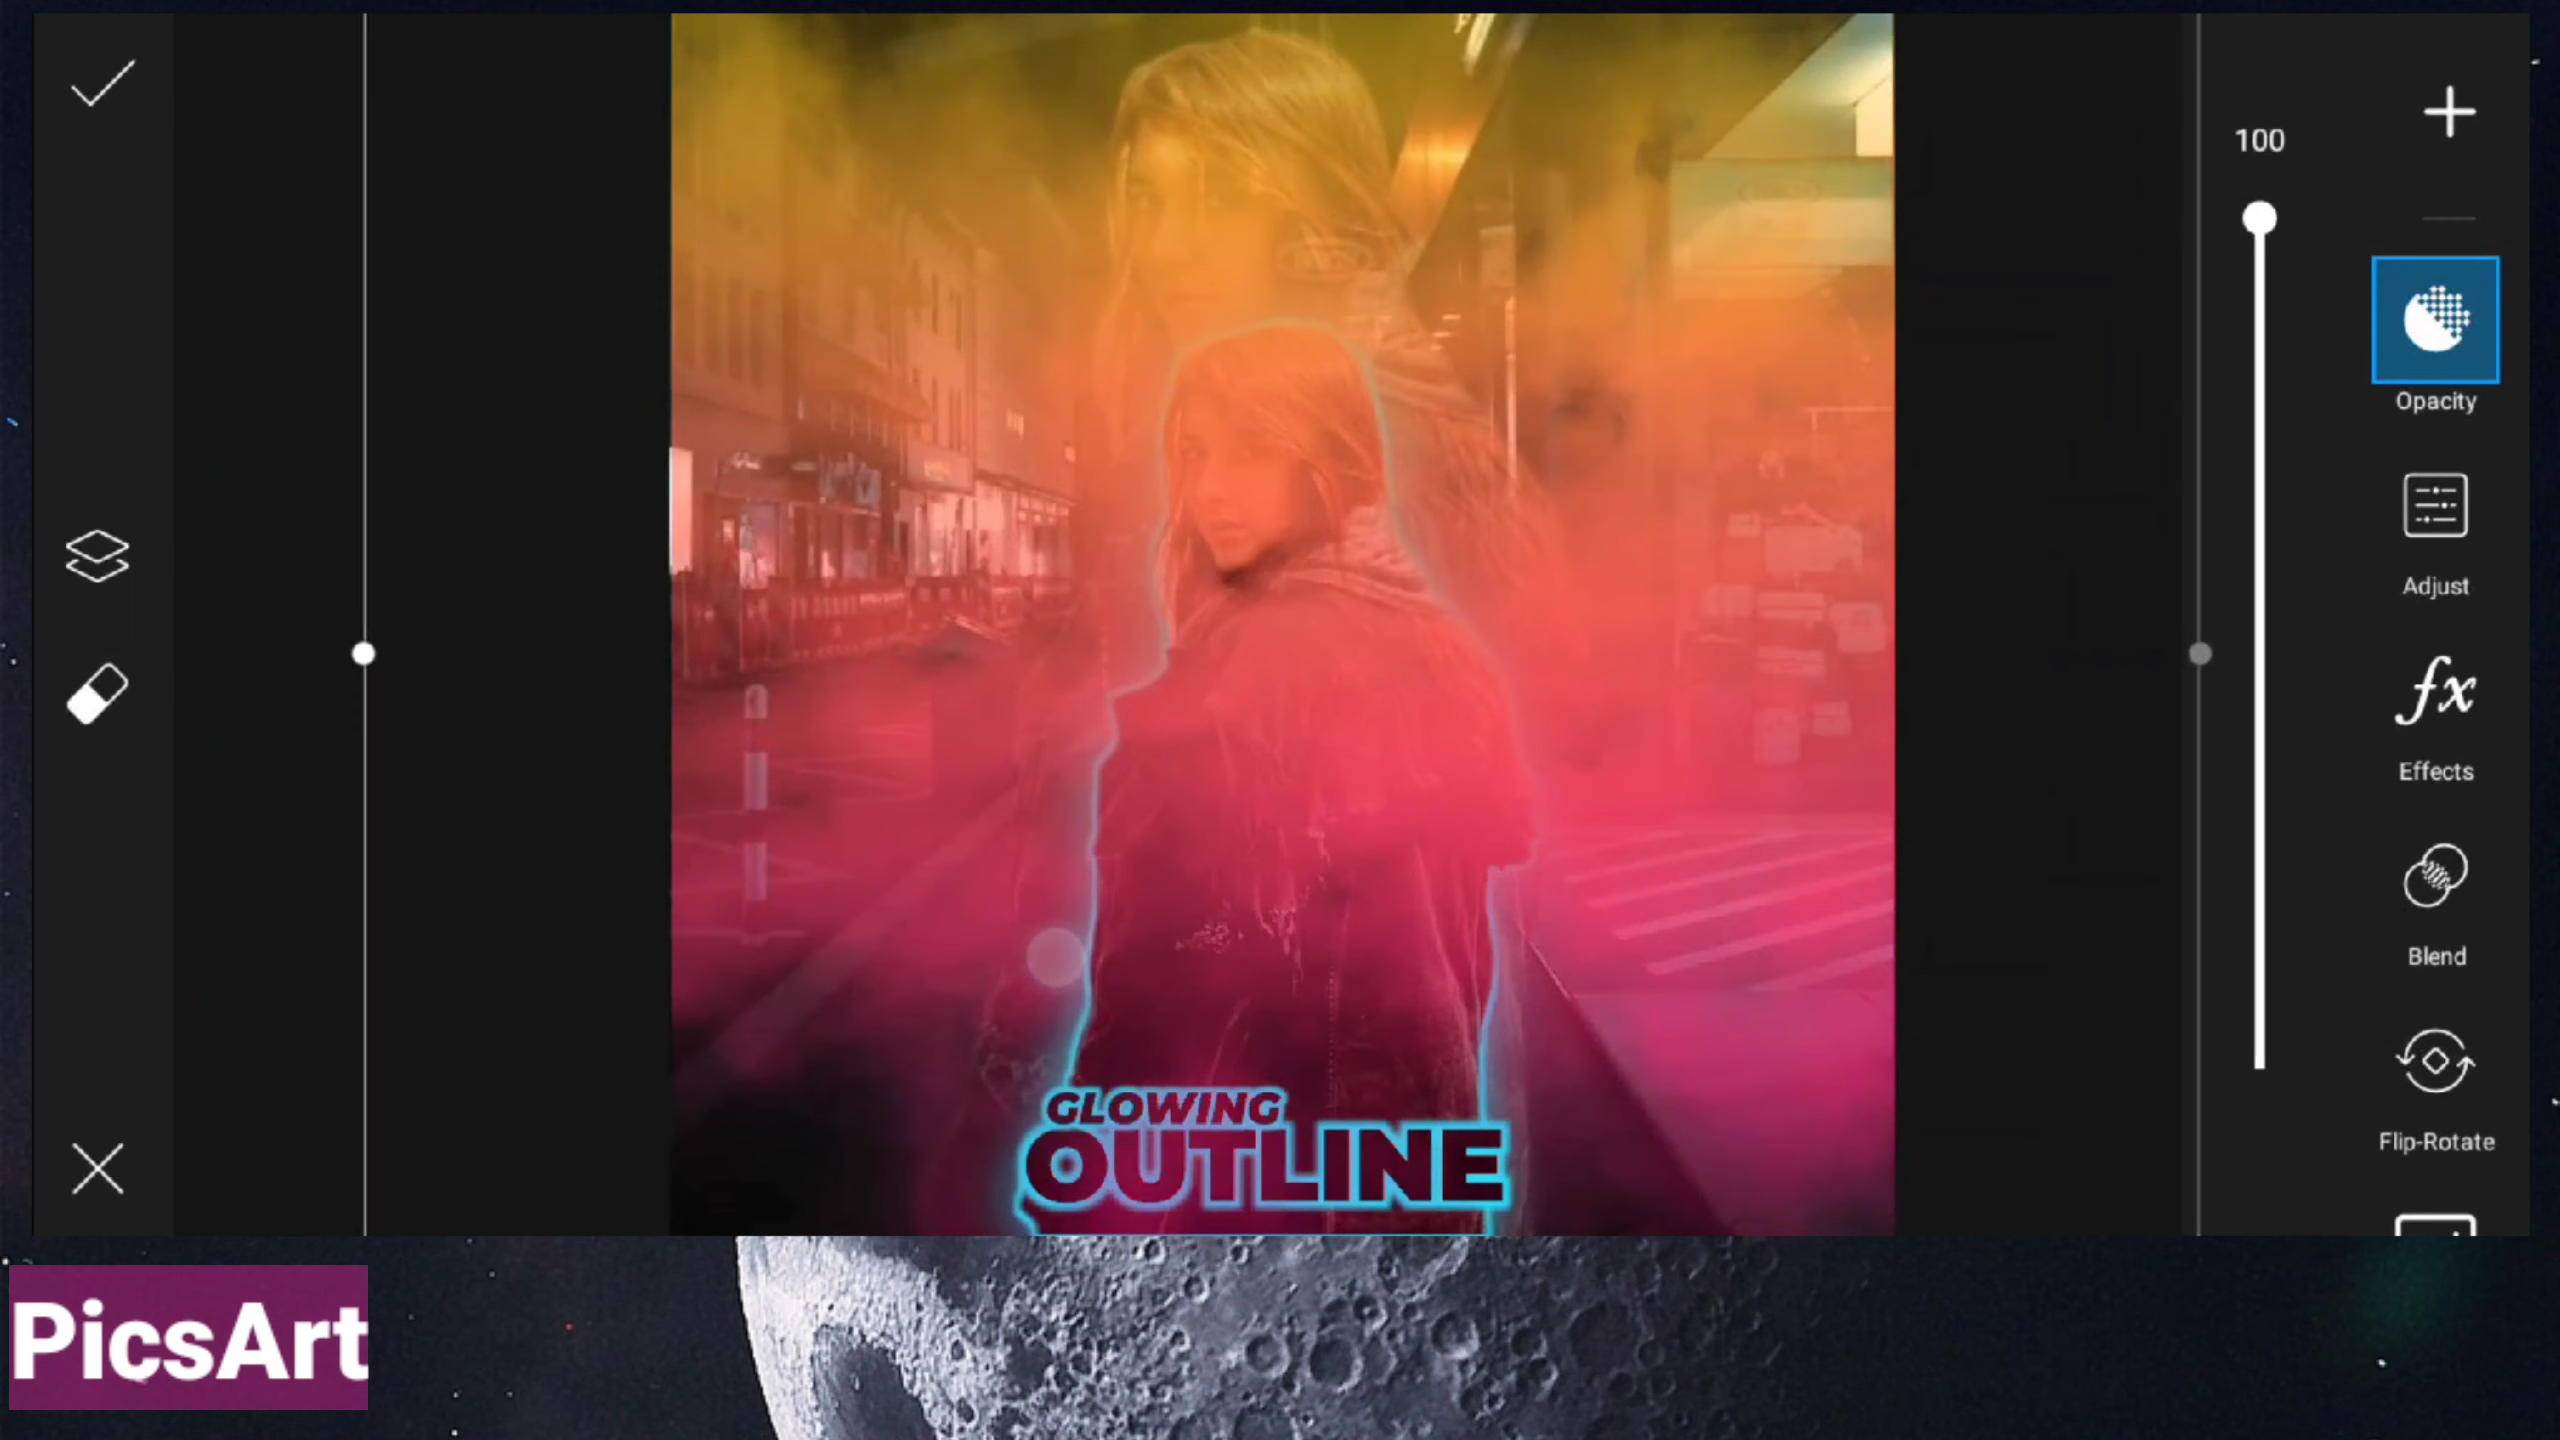 100
Opacity
Adjust
fx
Effects
Blend
Flip-Rotate
GLOWING
OUTLINE
PicsArt